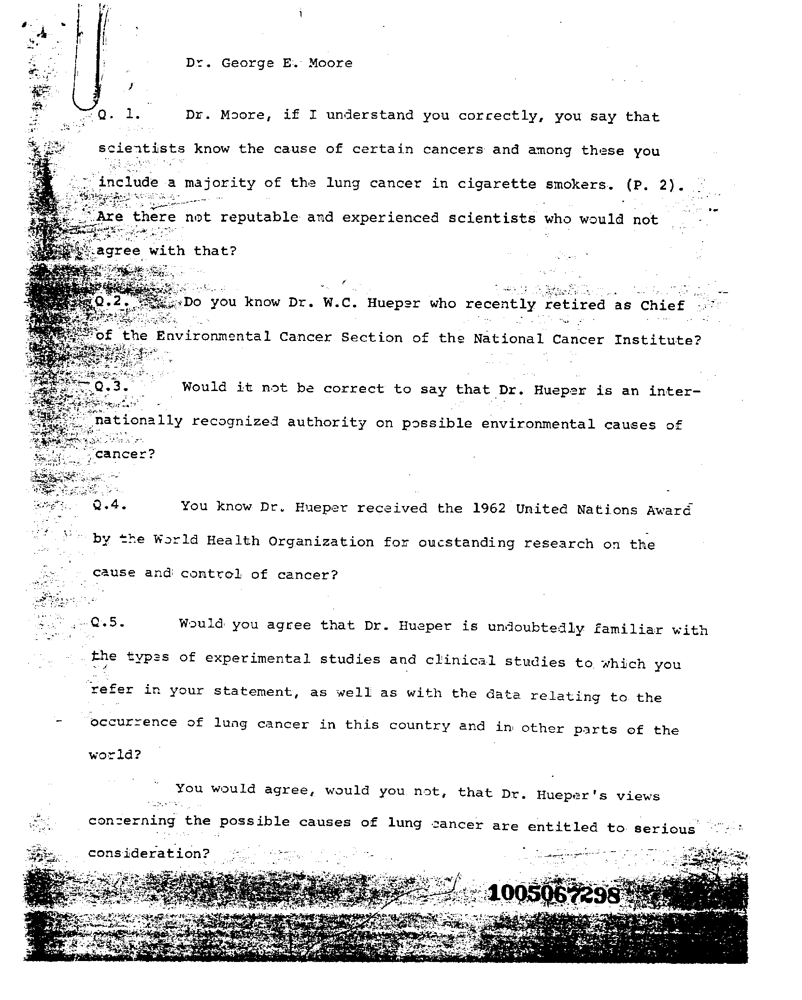 Dr. George E. Moore
Q. 1. Dr. Moore, if I understand you correctly, you say that
scientists know the cause of certain cancers and among these you
include a majority of the lung cancer in cigarette smokers. (P. 2).
Are there not reputable and experienced scientists who would not
agree with that?
Q.2. Do you know Dr. W.C. Hueper who recently retired as Chief
of the Environmental Cancer Section of the National Cancer Institute?
Q.3. Would it not be correct to say that Dr. Hueper is an inter-
nationally recognized authority on possible environmental causes of
cancer?
Q.4. You know Dr. Hueper received the 1962 United Nations Award
by the World Health Organization for oucstanding research on the
cause and control of cancer?
Q.5. Would you agree that Dr. Hueper is undoubtedly familiar with
the types of experimental studies and clinical studies to which you
refer in your statement, as well as with the data relating to the
occurrence of lung cancer in this country and in other parts of the
world?
You would agree, would you not, that Dr. Hueper's views
concerning the possible causes of lung cancer are entitled to serious
consideration?
1005067298